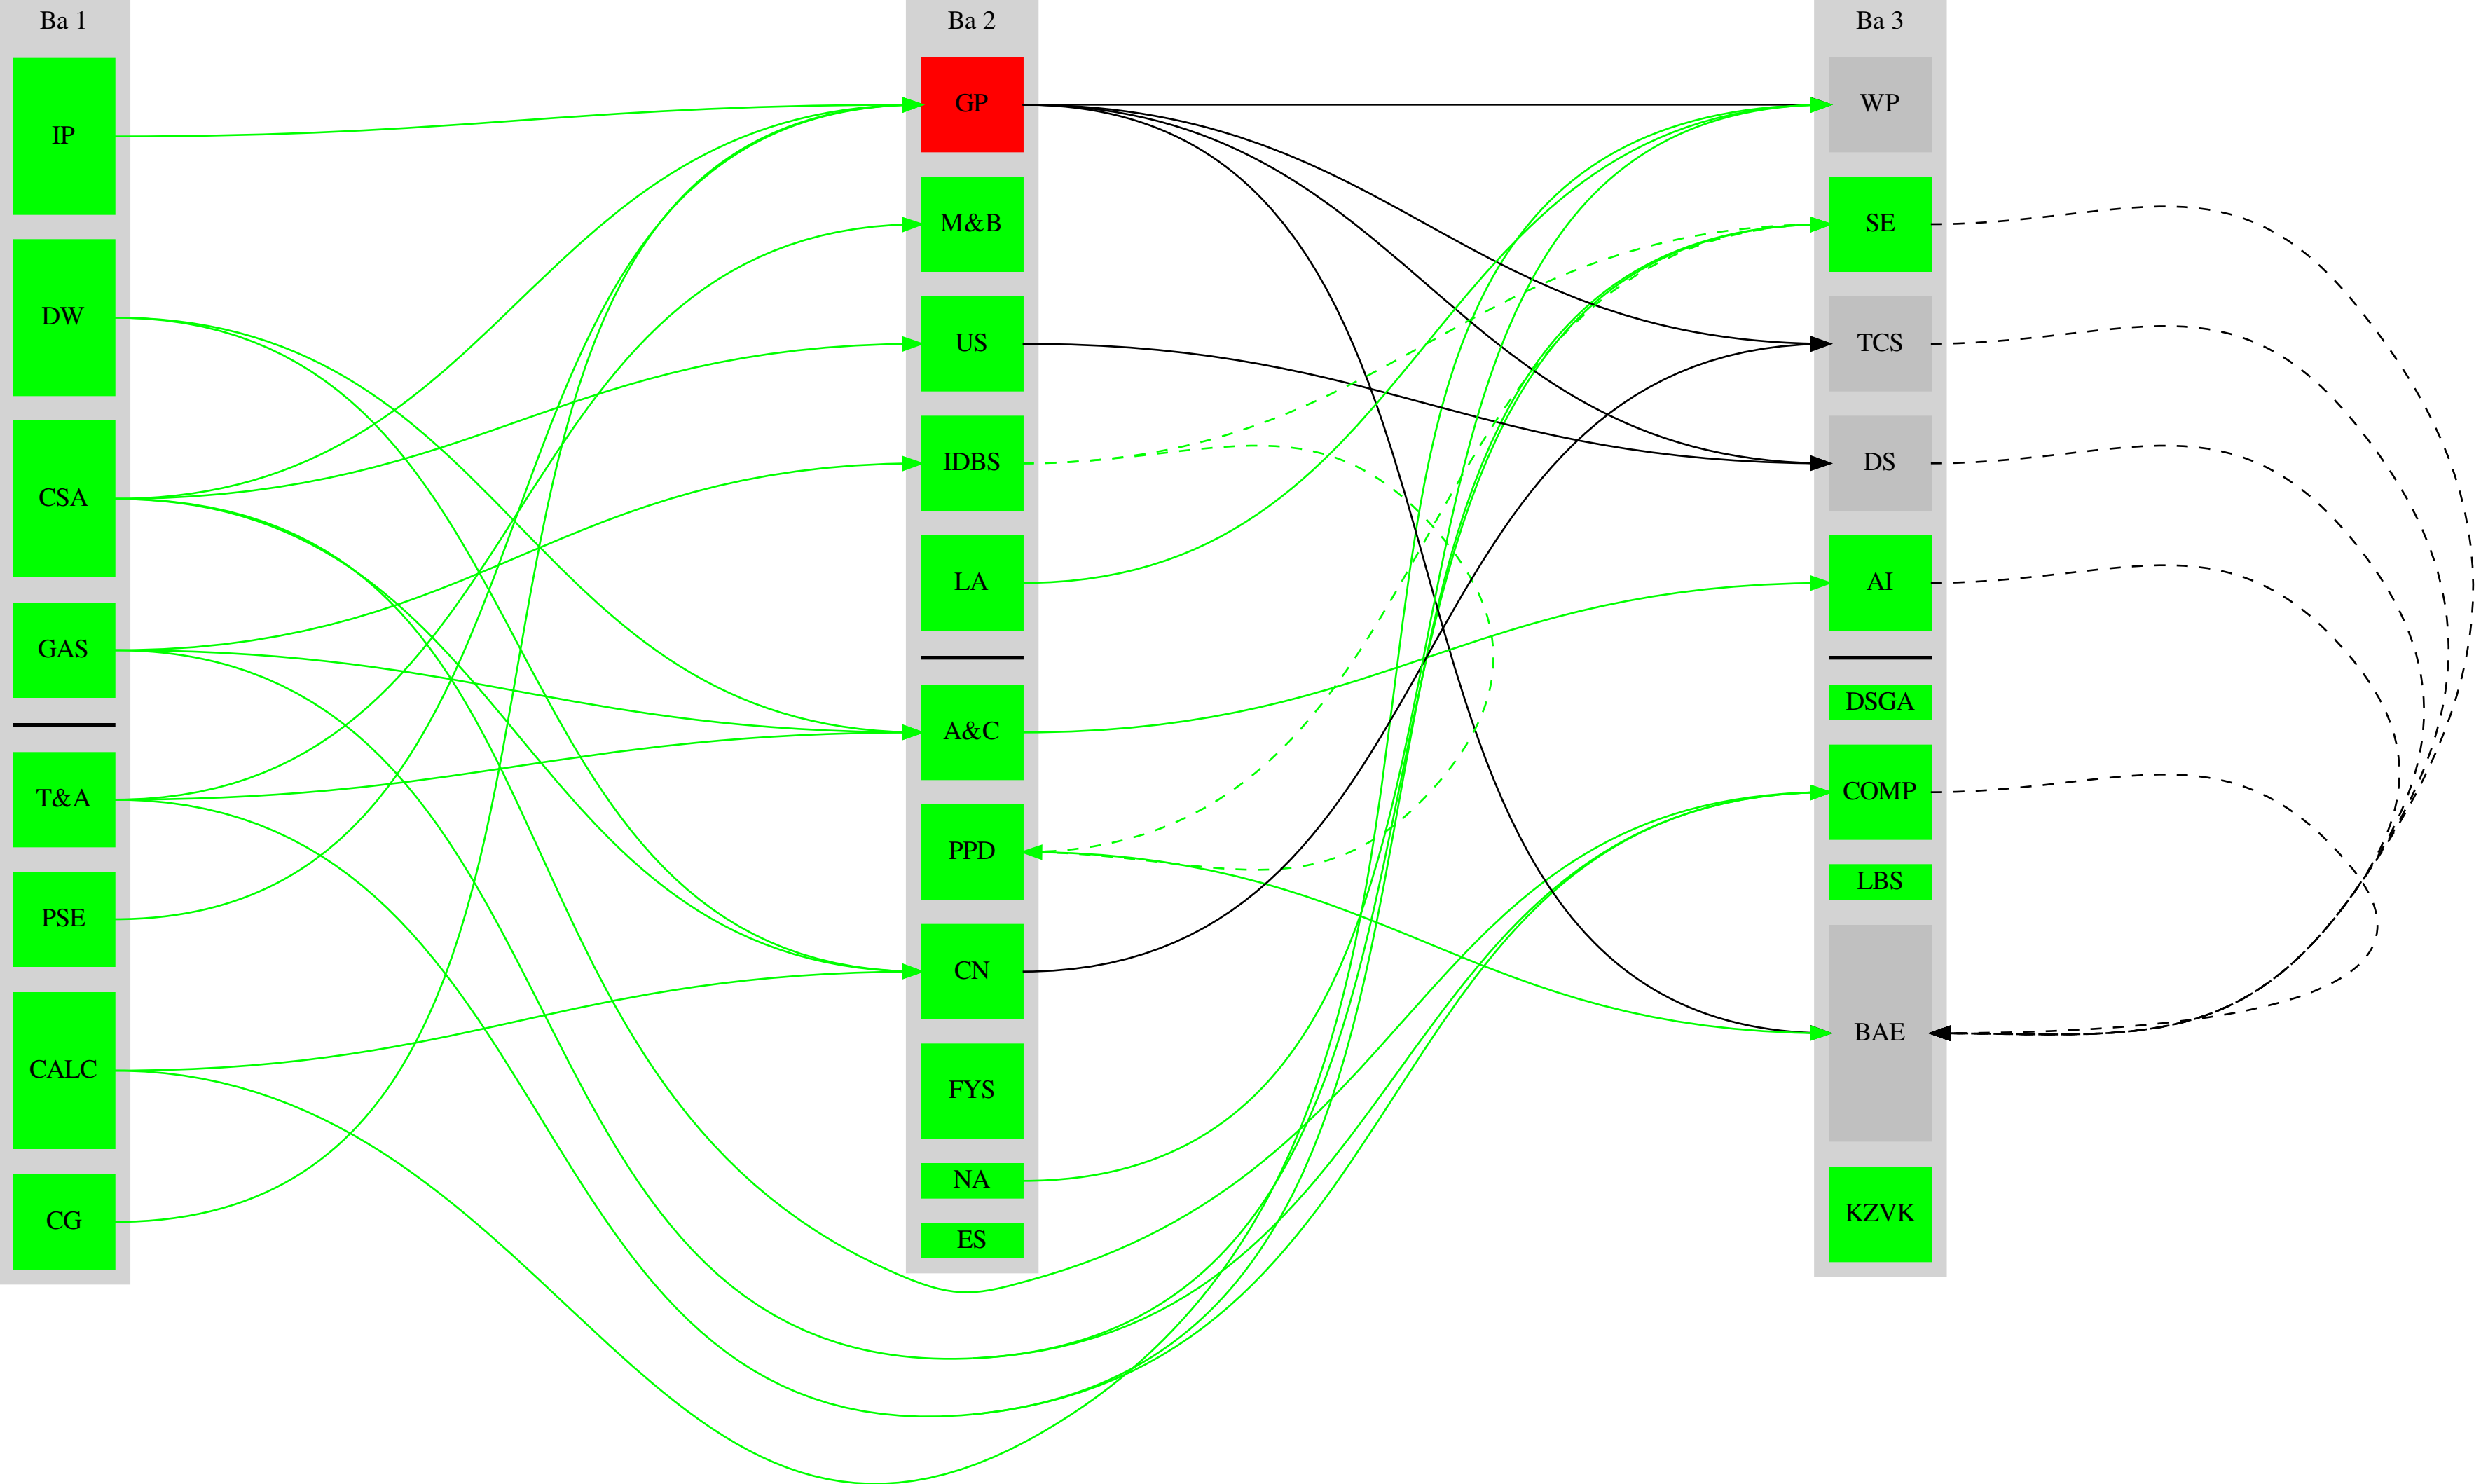 Ba 1
IP
DW
CSA
GAS
T&A
PSE
CALC
CG
Ba 2
GP
M&B
US
IDBS
LA
A&C
PPD
CN
FYS
NA
ES
Ba 3
WP
SE
TCS
DS
AI
DSGA
COMP
LBS
BAE
KZVK